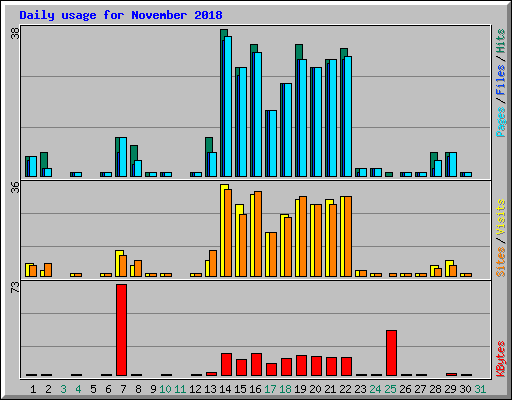 Daily usage for November 2018
38
Pages / Files / Hits
36
Sites / Visits
73
KBytes
1 2 3 4 5 6 7 8 9 10 11 12 13 14 15 16 17 18 19 20 21 22 23 24 25 26 27 28 29 30 31